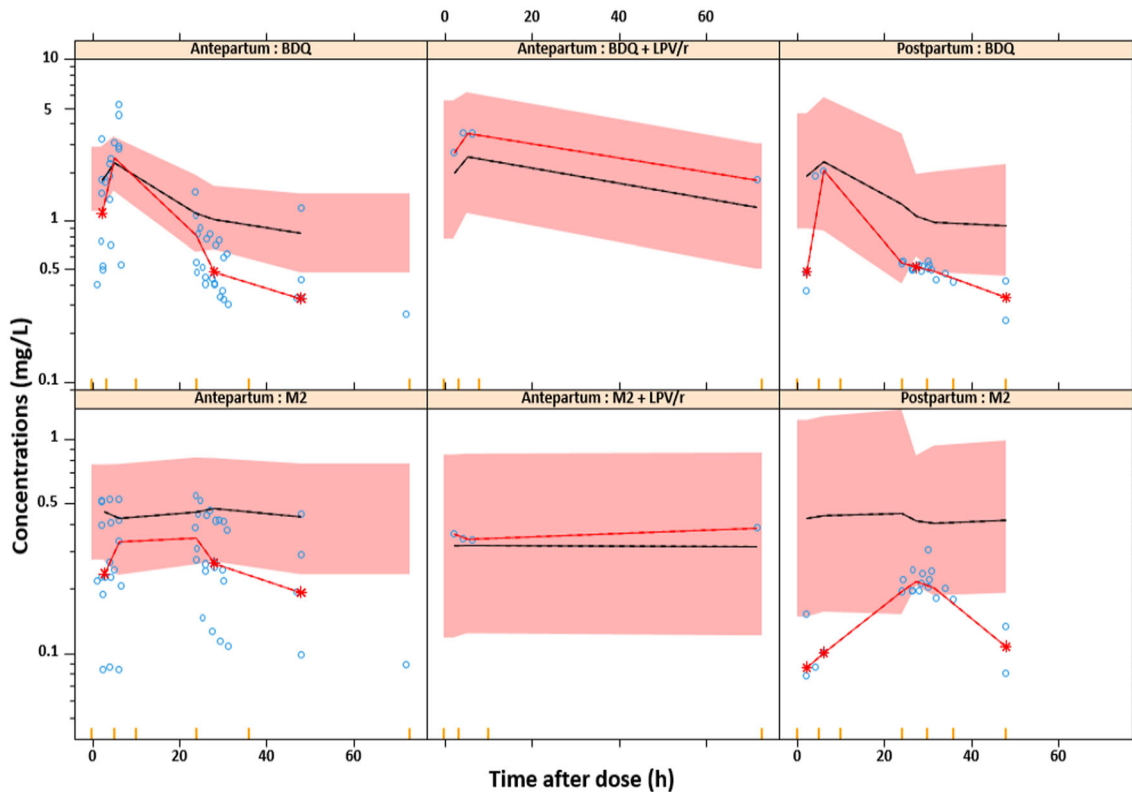 0 20 40 60
Antepartum : BDQ Antepartum : BDQ + LPV/r Postpartum : BDQ
10
5
1
0.5
0.1
Antepartum : M2 Antepartum : M2 + LPV/r Postpartum : M2
1
0.5
0.1
Concentrations (mg/L)
0 20 40 60 0 20 40 60
Time after dose (h)